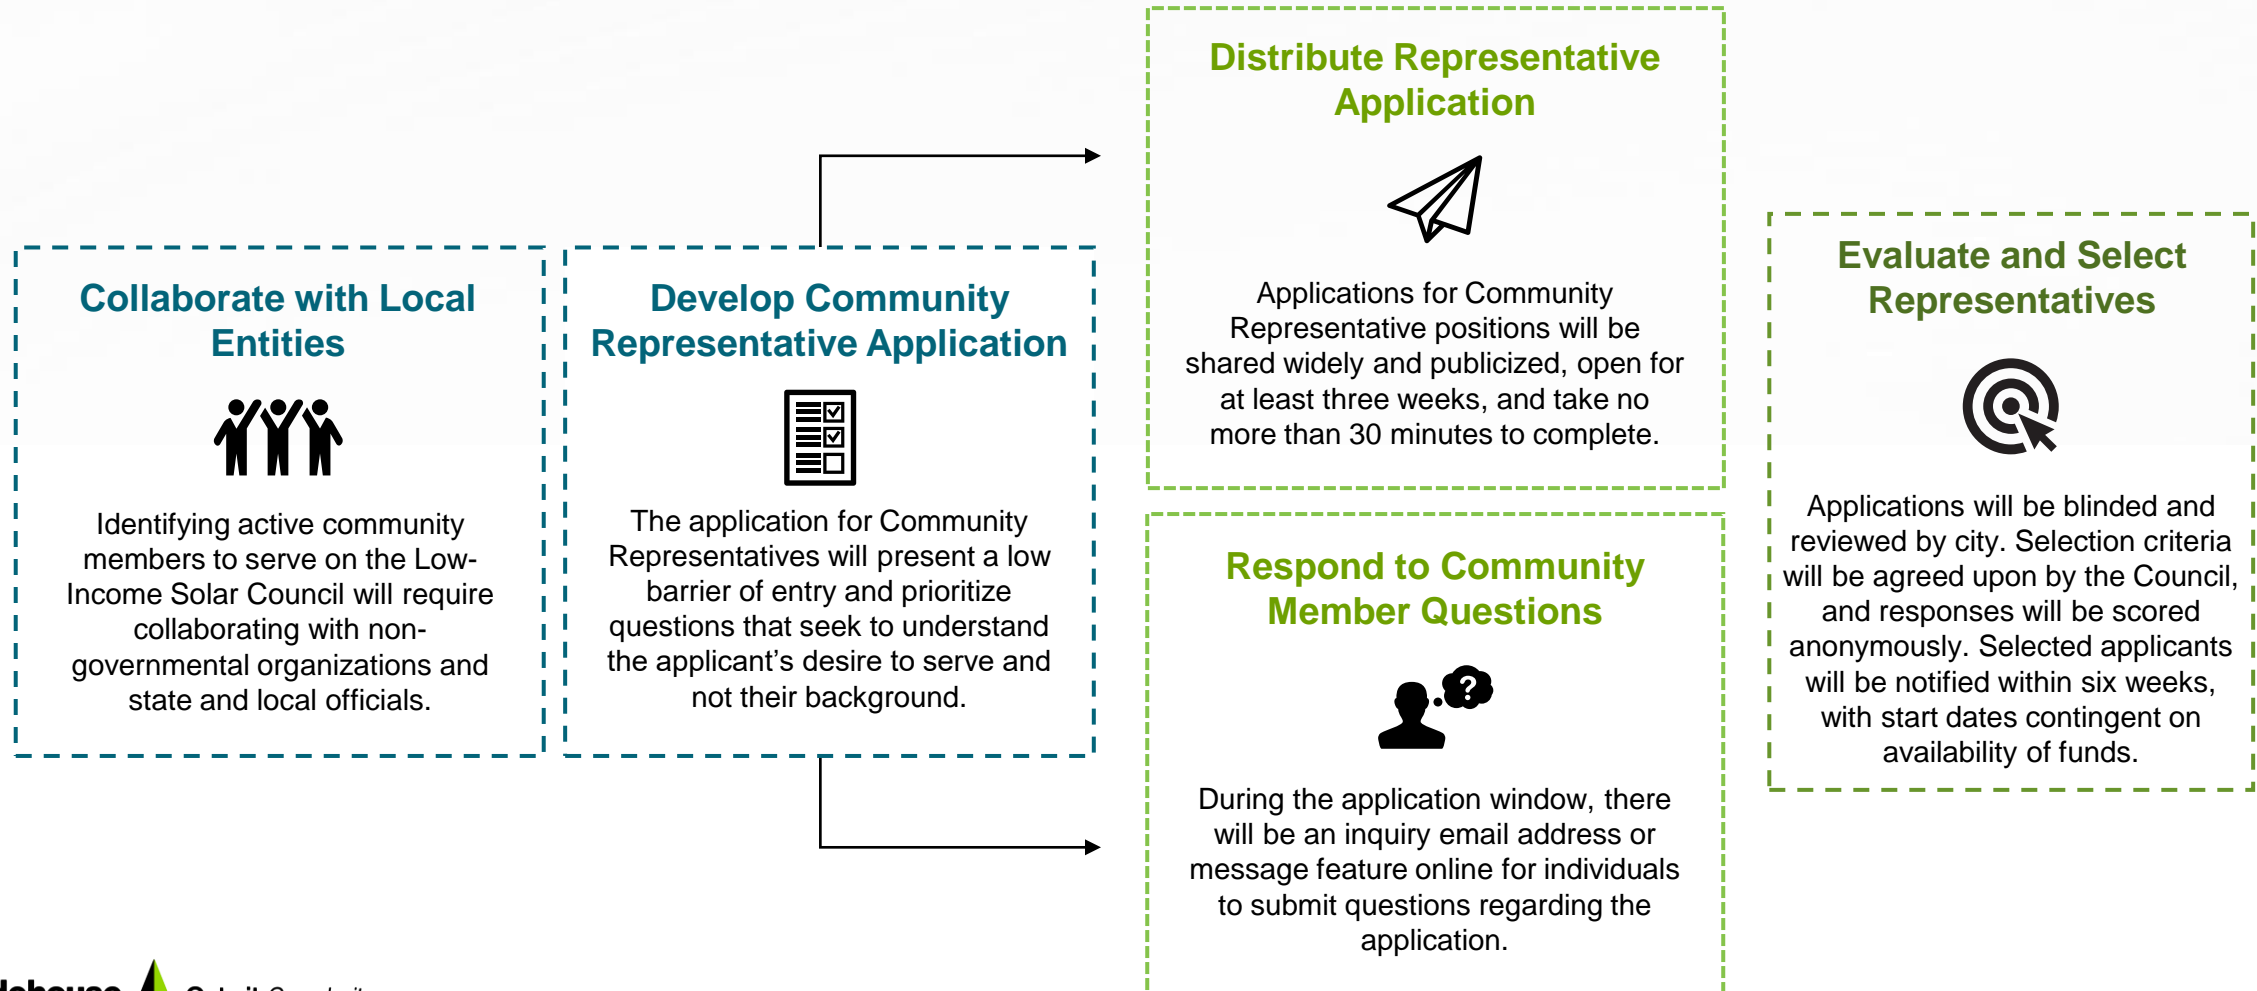 Collaborate with Local
Entities
Identifying active community
members to serve on the Low-
Income Solar Council will require
collaborating with non-
governmental organizations and
state and local officials.
Develop Community
Representative Application
The application for Community
Representatives will present a low
barrier of entry and prioritize
questions that seek to understand
the applicant's desire to serve and
not their background.
Distribute Representative
Application
Applications for Community
Representative positions will be
shared widely and publicized, open for
at least three weeks, and take no
more than 30 minutes to complete.
Respond to Community
Member Questions
?
During the application window, there
will be an inquiry email address or
message feature online for individuals
to submit questions regarding the
application.
Evaluate and Select
Representatives
Applications will be blinded and
reviewed by city. Selection criteria
will be agreed upon by the Council,
and responses will be scored
anonymously. Selected applicants
will be notified within six weeks,
with start dates contingent on
availability of funds.